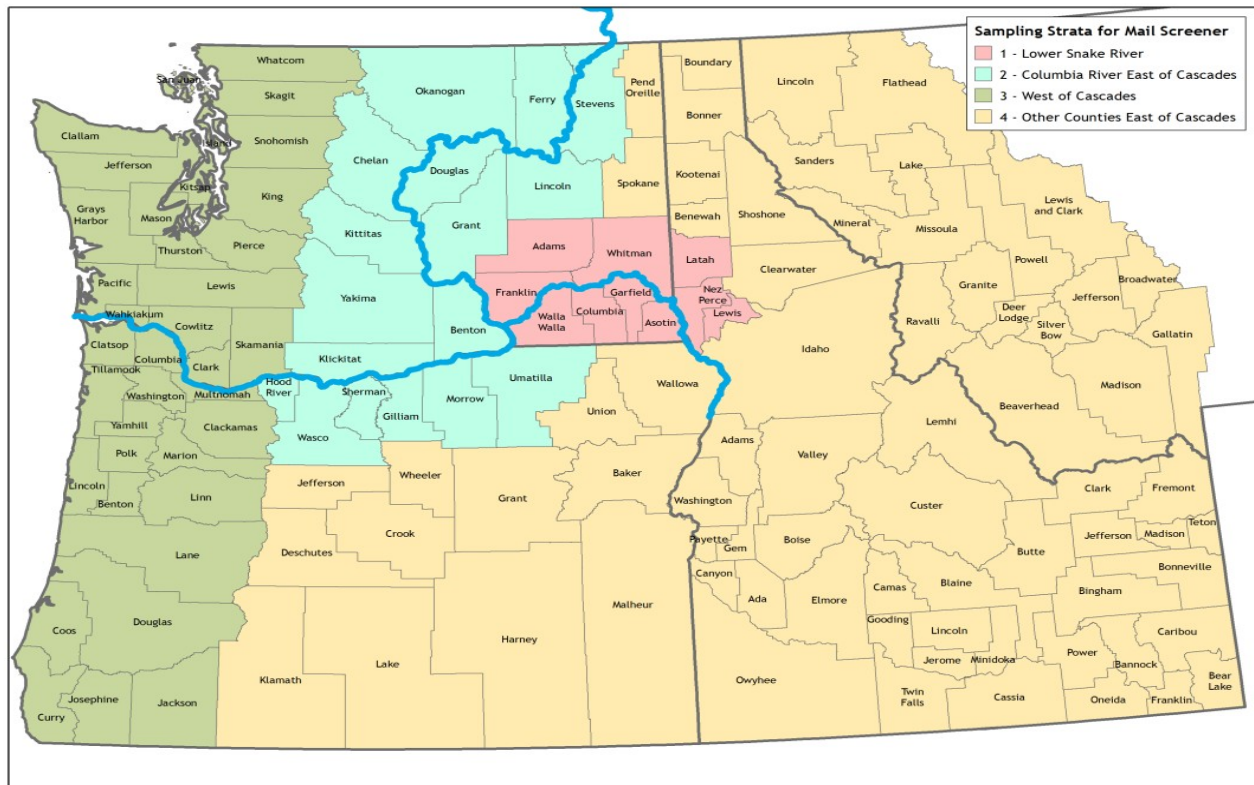 Sampling Strata for Mail Screener
1 - Lower Snake River
2 - Columbia River East of Cascades
3 - West of Cascades
4 - Other Counties East of Cascades
Whatcom
San Juan
Skagit
Island
Snohomish
Clallam
Jefferson
Kitsap
King
Grays
Harbor
Mason
Pierce
Thurston
Pacific
Lewis
Wahkiakum
Cowlitz
Skamania
Clark
Okanogan
Ferry
Stevens
Pend
Oreille
Chelan
Douglas
Lincoln
Spokane
Kittitas
Grant
Yakima
Benton
Klickitat
Adams
Whitman
Franklin
Garfield
Walla
Walla
Columbia
Asotin
Clatsop
Columbia
Tillamook
Washington
Multnomah
Yamhill
Clackamas
Polk
Marion
Lincoln
Benton
Linn
Lane
Douglas
Coos
Curry
Josephine
Jackson
Hood
River
Sherman
Wasco
Gilliam
Morrow
Umatilla
Wallowa
Union
Baker
Jefferson
Wheeler
Grant
Crook
Deschutes
Klamath
Lake
Harney
Malheur
Boundary
Bonner
Kootenai
Benewah
Shoshone
Latah
Clearwater
Nez
Perce
Lewis
Idaho
Lemhi
Adams
Valley
Washington
Payette
Gem
Boise
Canyon
Ada
Elmore
Owyhee
Custer
Camas
Blaine
Butte
Gooding
Lincoln
Jerome
Minidoka
Twin
Falls
Cassia
Clark
Fremont
Jefferson
Madison
Teton
Bonneville
Bingham
Power
Bannock
Caribou
Oneida
Franklin
Bear
Lake
Lincoln
Flathead
Sanders
Lake
Mineral
Missoula
Lewis
and Clark
Powell
Granite
Ravalli
Deer
Lodge
Silver
Bow
Jefferson
Broadwater
Gallatin
Madison
Beaverhead